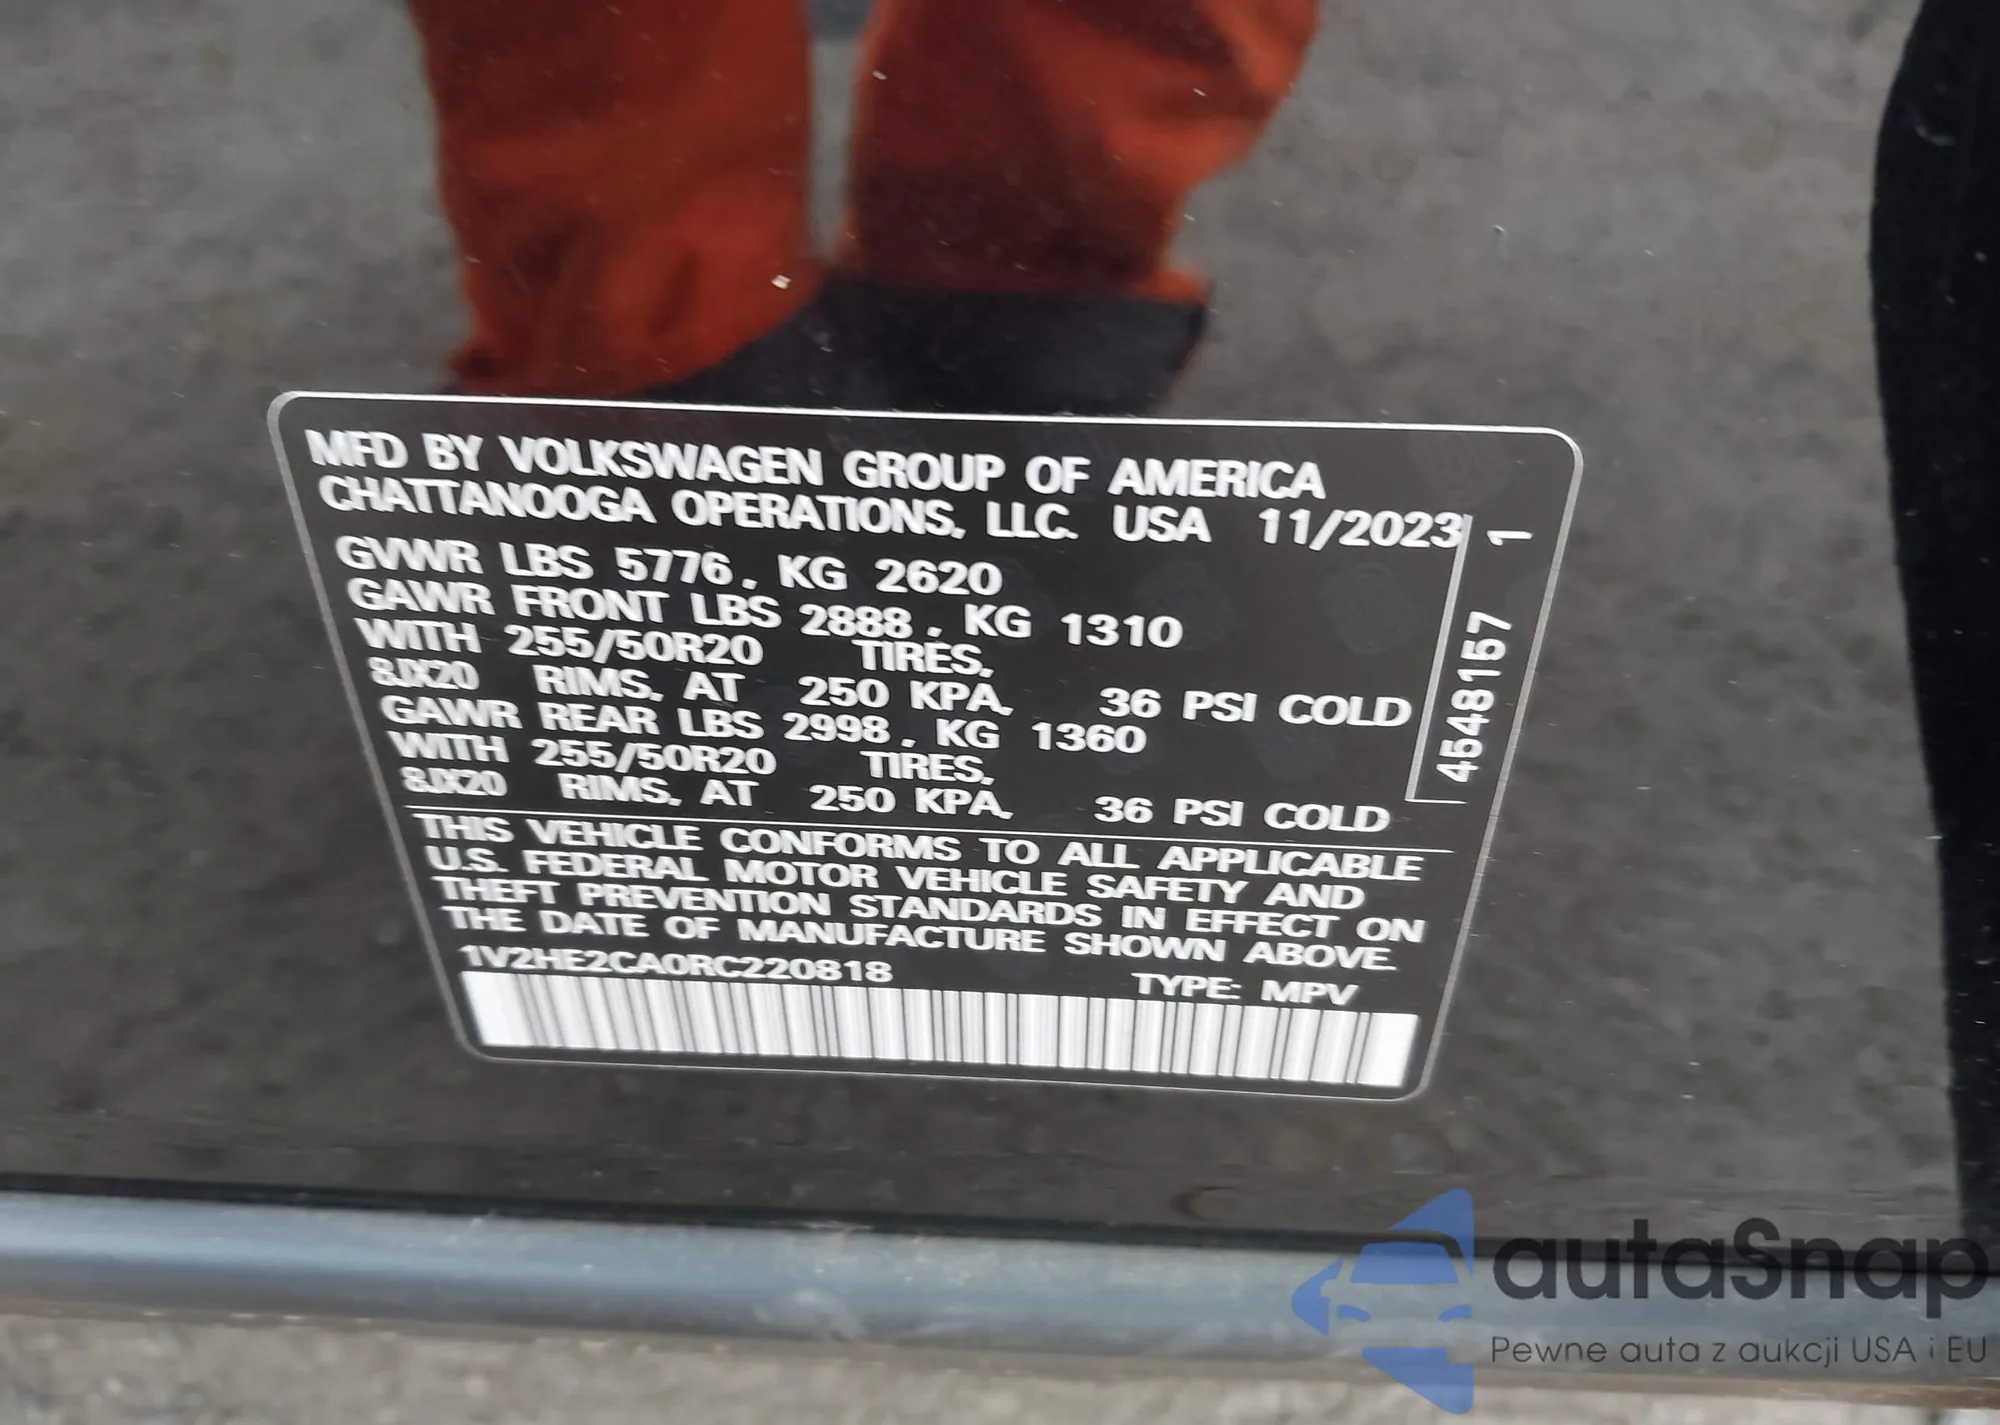 MFD BY VOLKSWAGEN GROUP OF AMERICA
CHATTANOOGA OPERATIONS, LLC. USA 11/2023
GVWR LBS 5776, KG 2620
GAWR FRONT LBS 2888, KG 1310
WITH 255/50R20 TIRES,
8JX20 RIMS, AT 250 KPA, 36 PSI COLD
GAWR REAR LBS 2998, KG 1360
WITH 255/50R20 TIRES,
8JX20 RIMS, AT 250 KPA, 36 PSI COLD
4548157 1
THIS VEHICLE CONFORMS TO ALL APPLICABLE
U.S. FEDERAL MOTOR VEHICLE SAFETY AND
THEFT PREVENTION STANDARDS IN EFFECT ON
THE DATE OF MANUFACTURE SHOWN ABOVE.
1V2HE2CA0RC220818 TYPE: MPV
autaSnap
Pewne auta z aukcji USA i EU